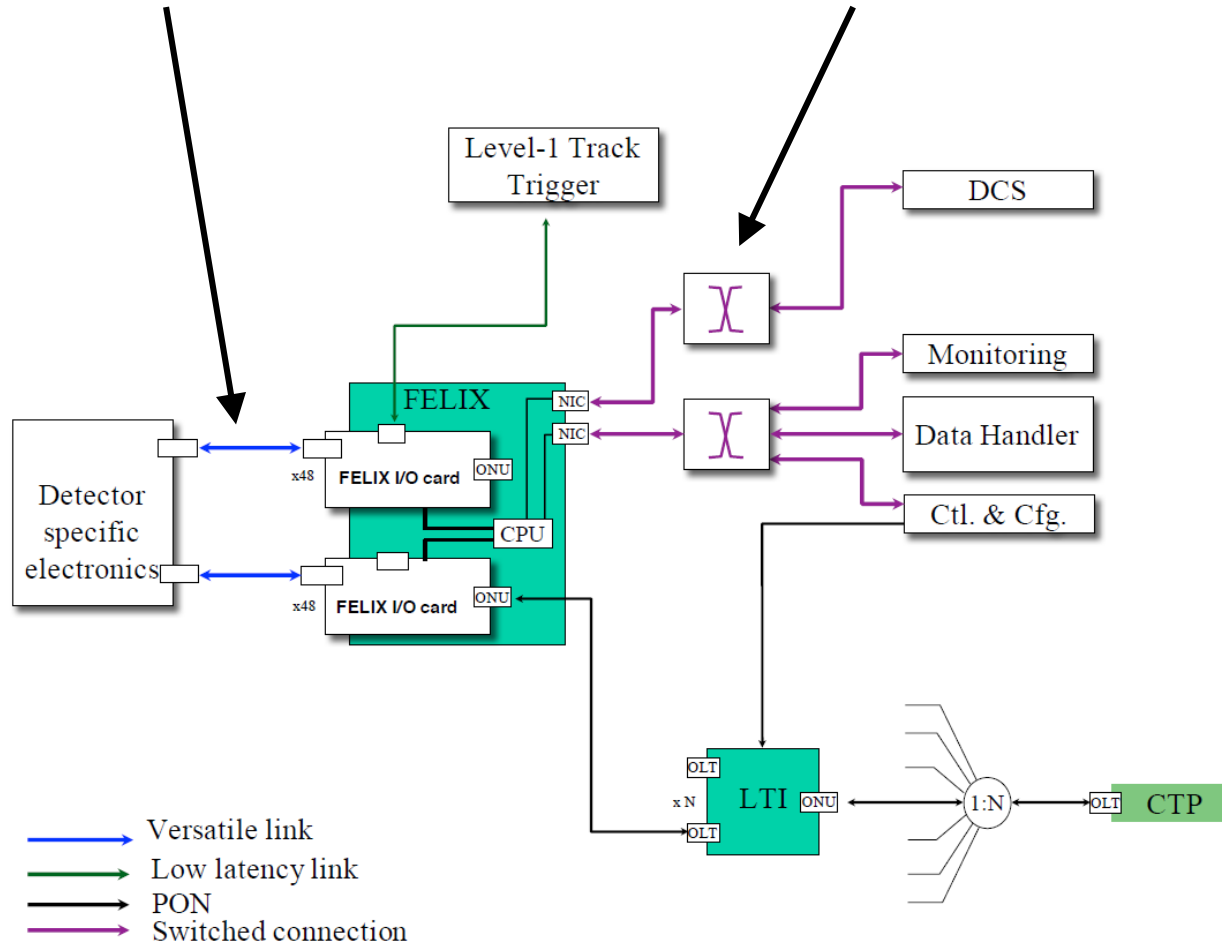 Level-1 Track
Trigger
DCS
Monitoring
Data Handler
Ctl. & Cfg.
FELIX
NIC
NIC
x48
FELIX I/O card
ONU
CPU
Detector
specific
electronics
x48
FELIX I/O card
ONU
OLT
x N
LTI
ONU
OLT
1:N
OLT
CTP
Versatile link
Low latency link
PON
Switched connection